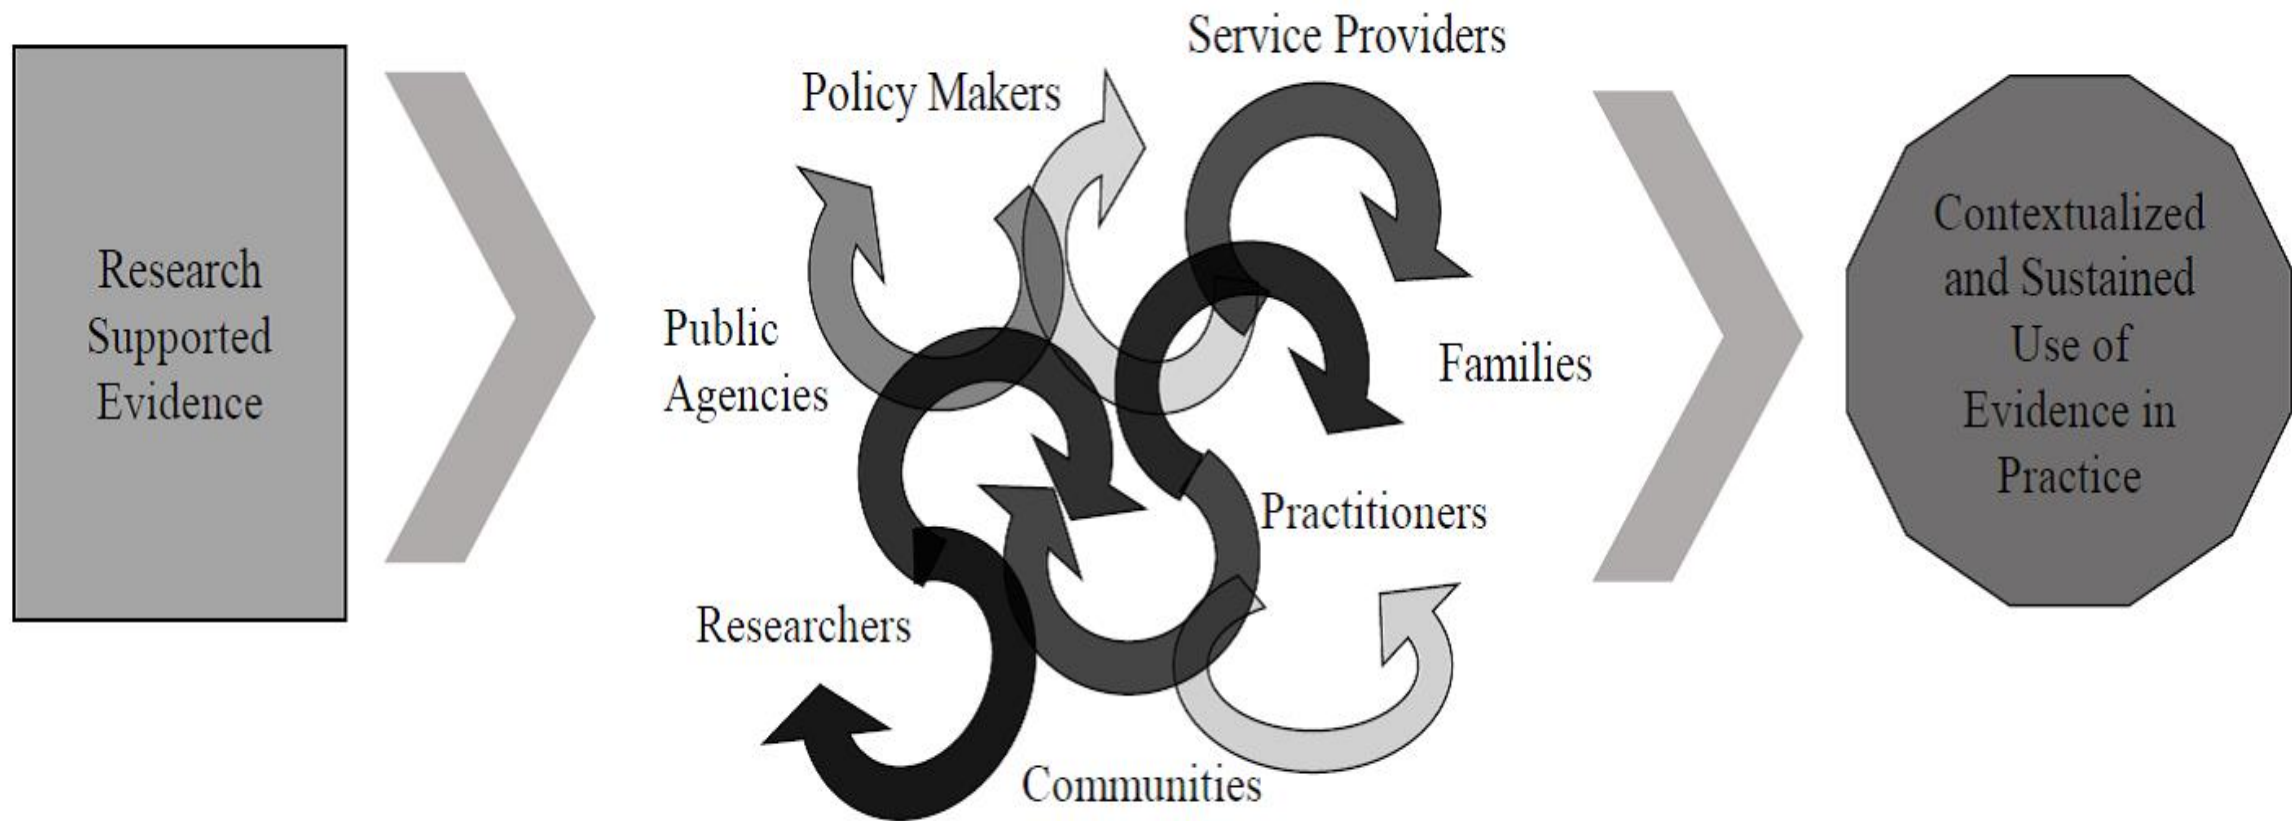 Research
Supported
Evidence
Policy Makers
Service Providers
Public
Agencies
Families
Practitioners
Researchers
Communities
Contextualized
and Sustained
Use of
Evidence in
Practice